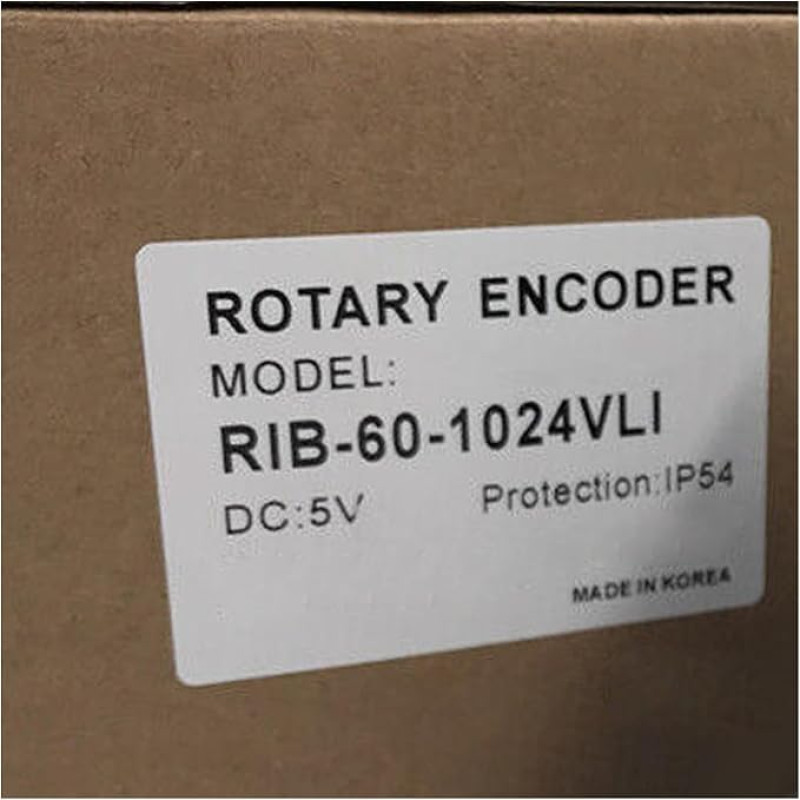 ROTARY ENCODER
MODEL:
RIB-60-1024VLI
DC:5V Protection:IP54
MADE IN KOREA